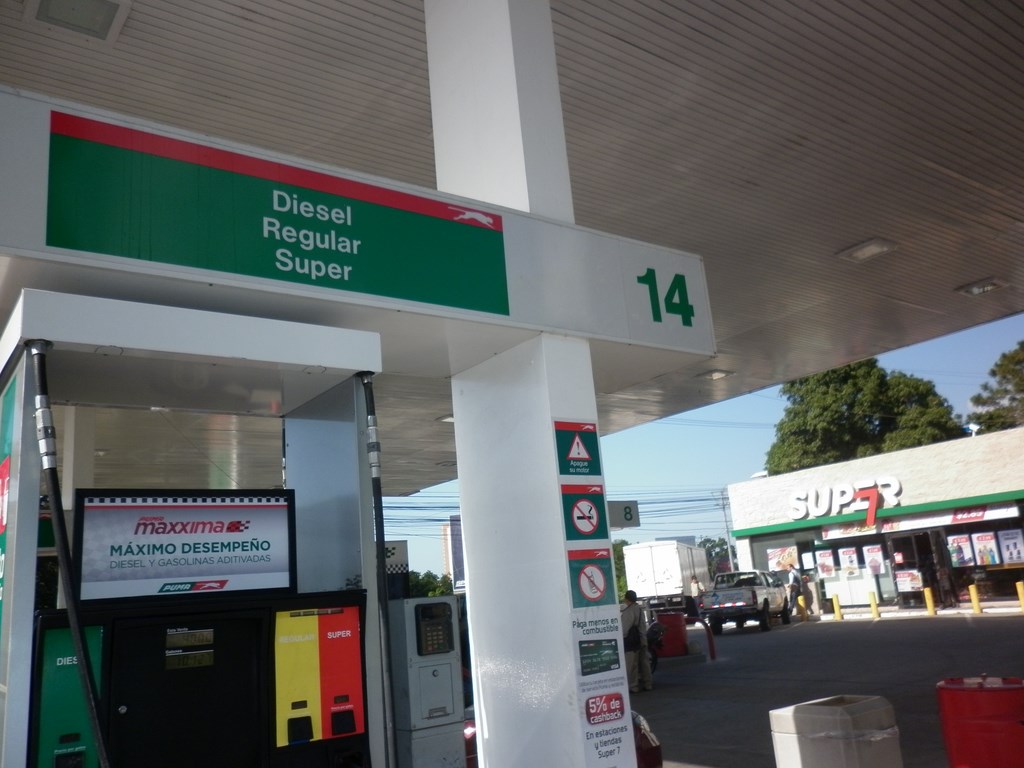 Diesel
Regular
Super
14
8
SUPER
7
Apague
su motor
maxxima
MÁXIMO DESEMPEÑO
DIESEL Y GASOLINAS ADITIVADAS
PUMA
DIES
REGULAR
SUPER
Paga menos en
combustible
VISA
5% de
cashback
En estaciones
y tiendas
Super 7